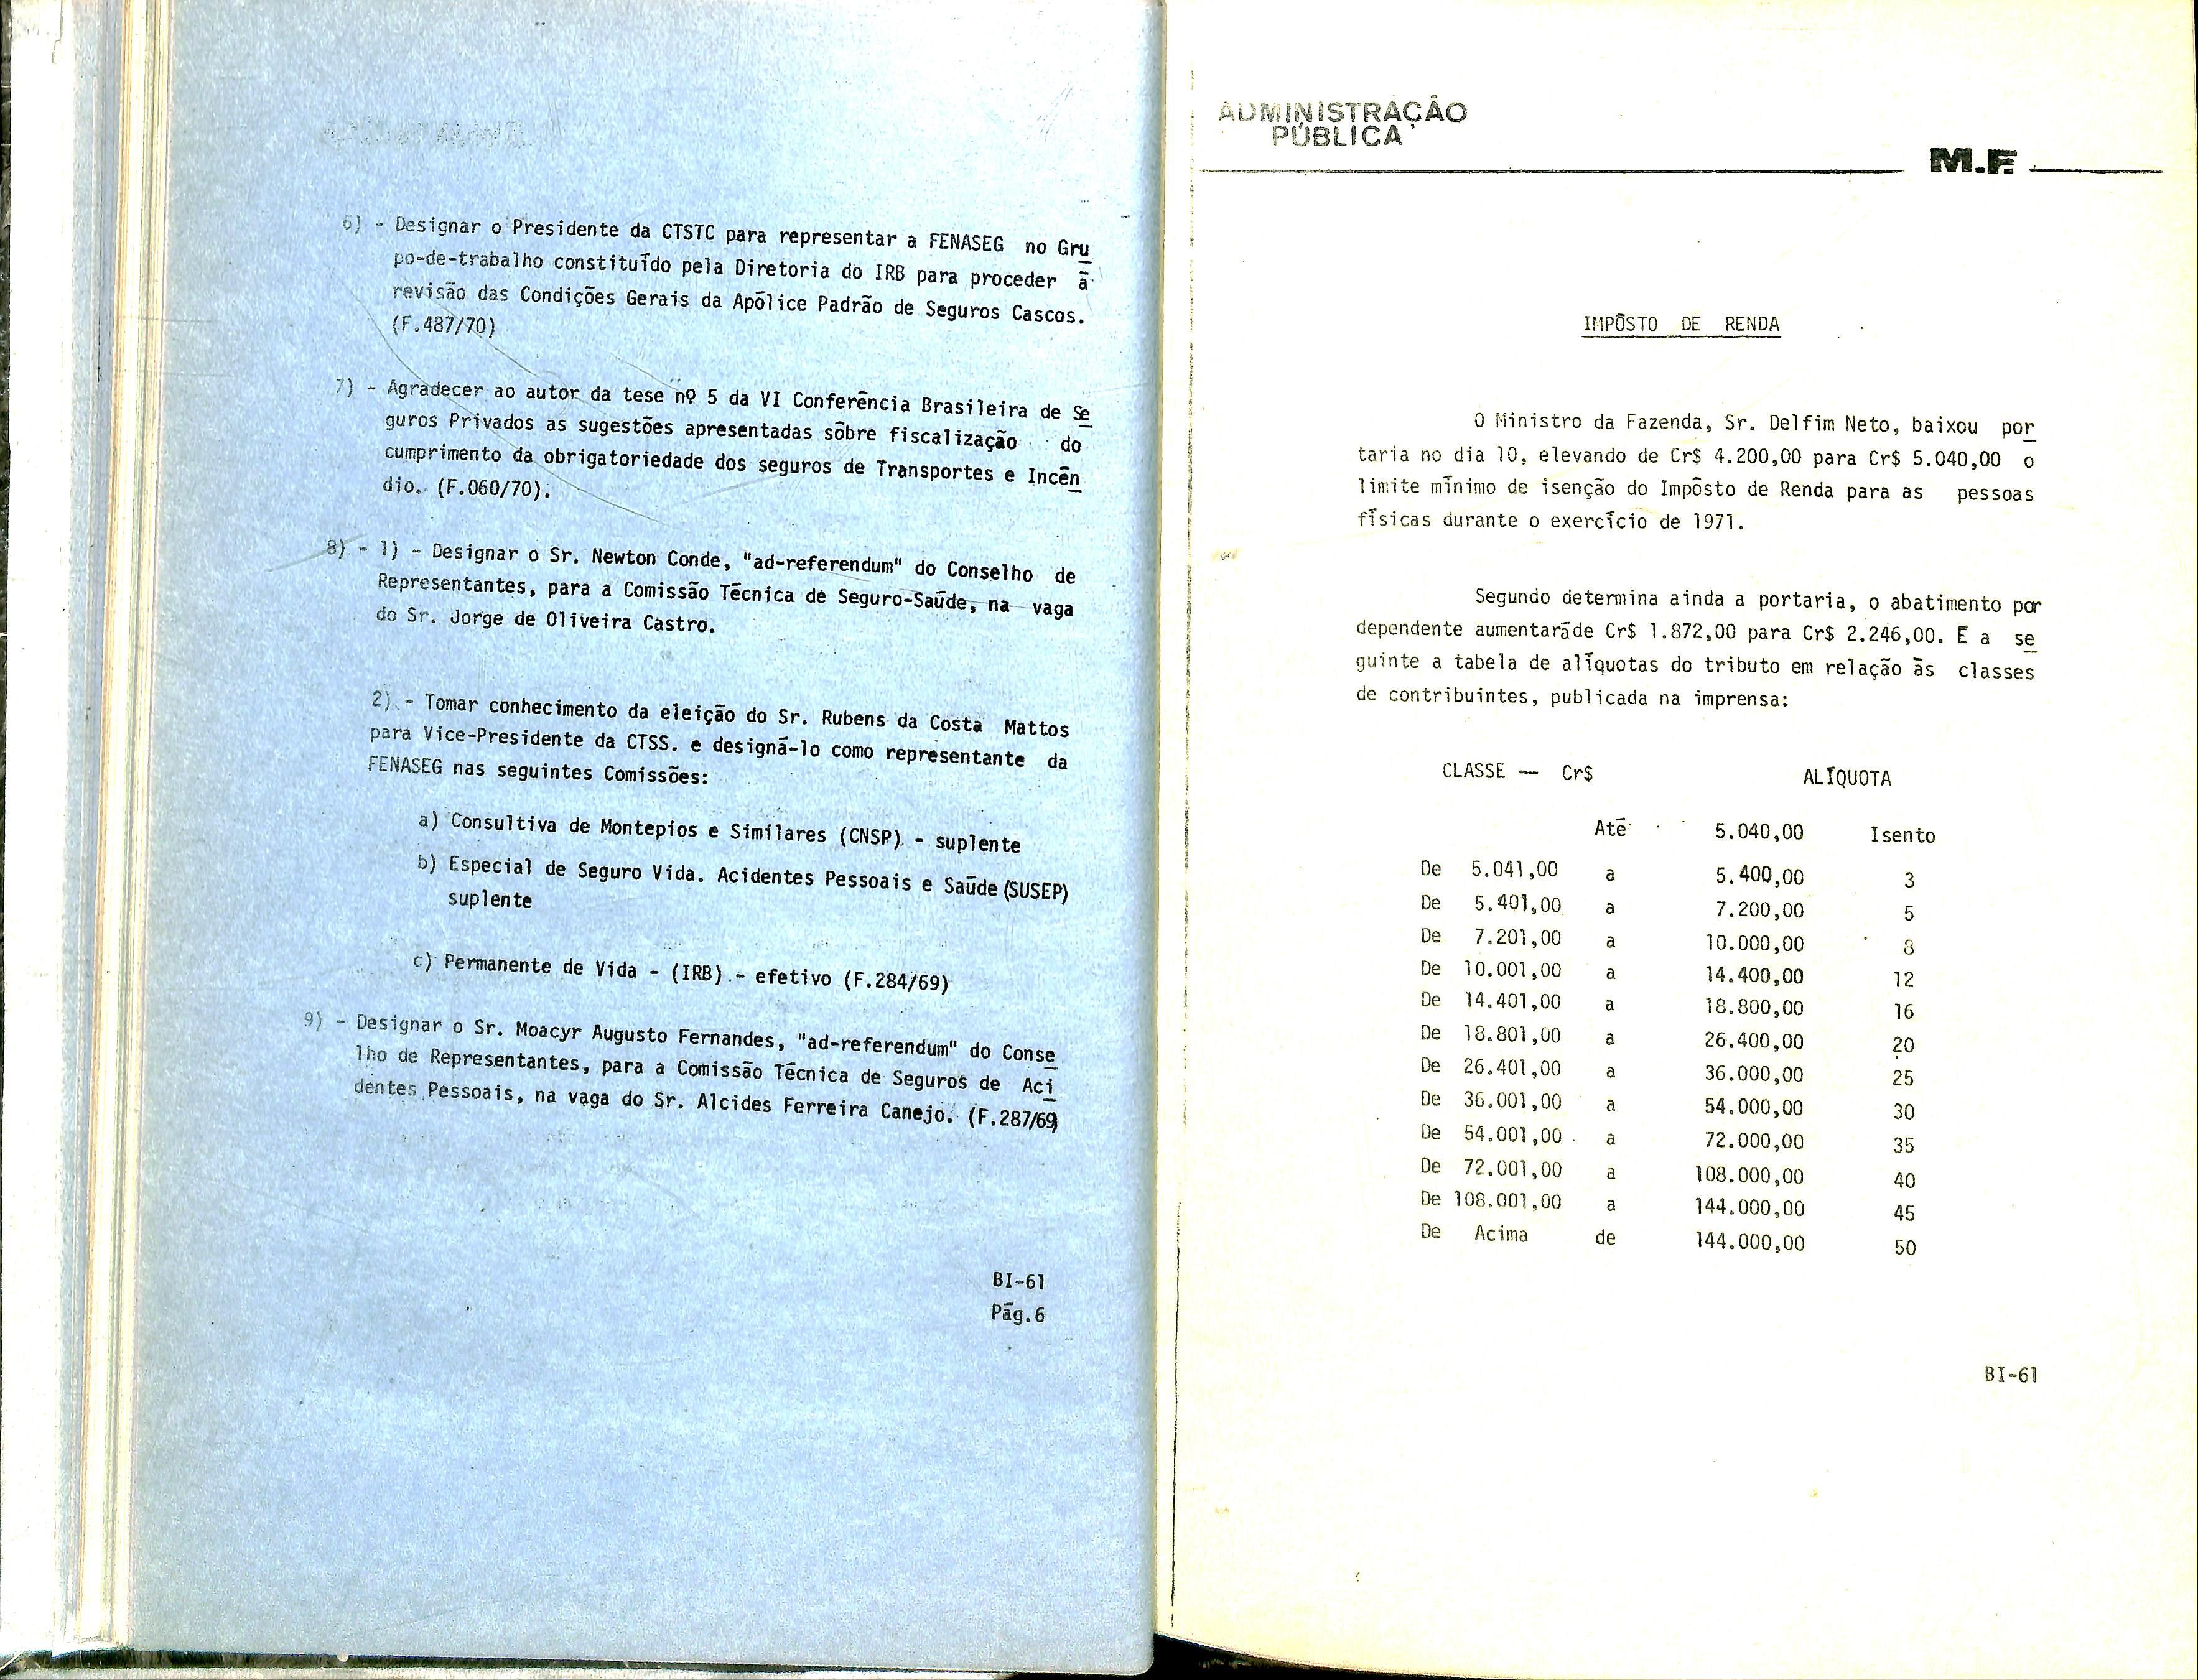 6) - Designar o Presidente da CTSTC para representar a FENASEG no Gru
po-de-trabalho constituído pela Diretoria do IRB para proceder à
revisão das Condições Gerais da Apólice Padrão de Seguros Cascos.
(F.487/70)
7) - Agradecer ao autor da tese nº 5 da VI Conferência Brasileira de Se
guros Privados as sugestões apresentadas sôbre fiscalização do
cumprimento da obrigatoriedade dos seguros de Transportes e Incên
dio. (F.060/70).
8) - 1) - Designar o Sr. Newton Conde, "ad-referendum" do Conselho de
Representantes, para a Comissão Técnica de Seguro-Saúde, na vaga
do Sr. Jorge de Oliveira Castro.
2) - Tomar conhecimento da eleição do Sr. Rubens da Costa Mattos
para Vice-Presidente da CTSS. e designá-lo como representante da
FENASEG nas seguintes Comissões:
a) Consultiva de Montepios e Similares (CNSP) - suplente
b) Especial de Seguro Vida. Acidentes Pessoais e Saúde (SUSEP)
suplente
c) Permanente de Vida - (IRB) - efetivo (F.284/69)
9) - Designar o Sr. Moacyr Augusto Fernandes, "ad-referendum" do Conse
lho de Representantes, para a Comissão Técnica de Seguros de Aci
dentes Pessoais, na vaga do Sr. Alcides Ferreira Canejo. (F.287/69)
BI-61
Pág.6
ADMINISTRAÇÃO
PÚBLICA
M.F.
IMPÔSTO DE RENDA
O Ministro da Fazenda, Sr. Delfim Neto, baixou por
taria no dia 10, elevando de Cr$ 4.200,00 para Cr$ 5.040,00 o
limite mínimo de isenção do Impôsto de Renda para as pessoas
físicas durante o exercício de 1971.
Segundo determina ainda a portaria, o abatimento por
dependente aumentará de Cr$ 1.872,00 para Cr$ 2.246,00. E a se
guinte a tabela de alíquotas do tributo em relação às classes
de contribuintes, publicada na imprensa:
CLASSE — Cr$ ALÍQUOTA
Até 5.040,00 Isento
De 5.041,00 a 5.400,00 3
De 5.401,00 a 7.200,00 5
De 7.201,00 a 10.000,00 8
De 10.001,00 a 14.400,00 12
De 14.401,00 a 18.800,00 16
De 18.801,00 a 26.400,00 20
De 26.401,00 a 36.000,00 25
De 36.001,00 a 54.000,00 30
De 54.001,00 a 72.000,00 35
De 72.001,00 a 108.000,00 40
De 108.001,00 a 144.000,00 45
De Acima de 144.000,00 50
BI-61